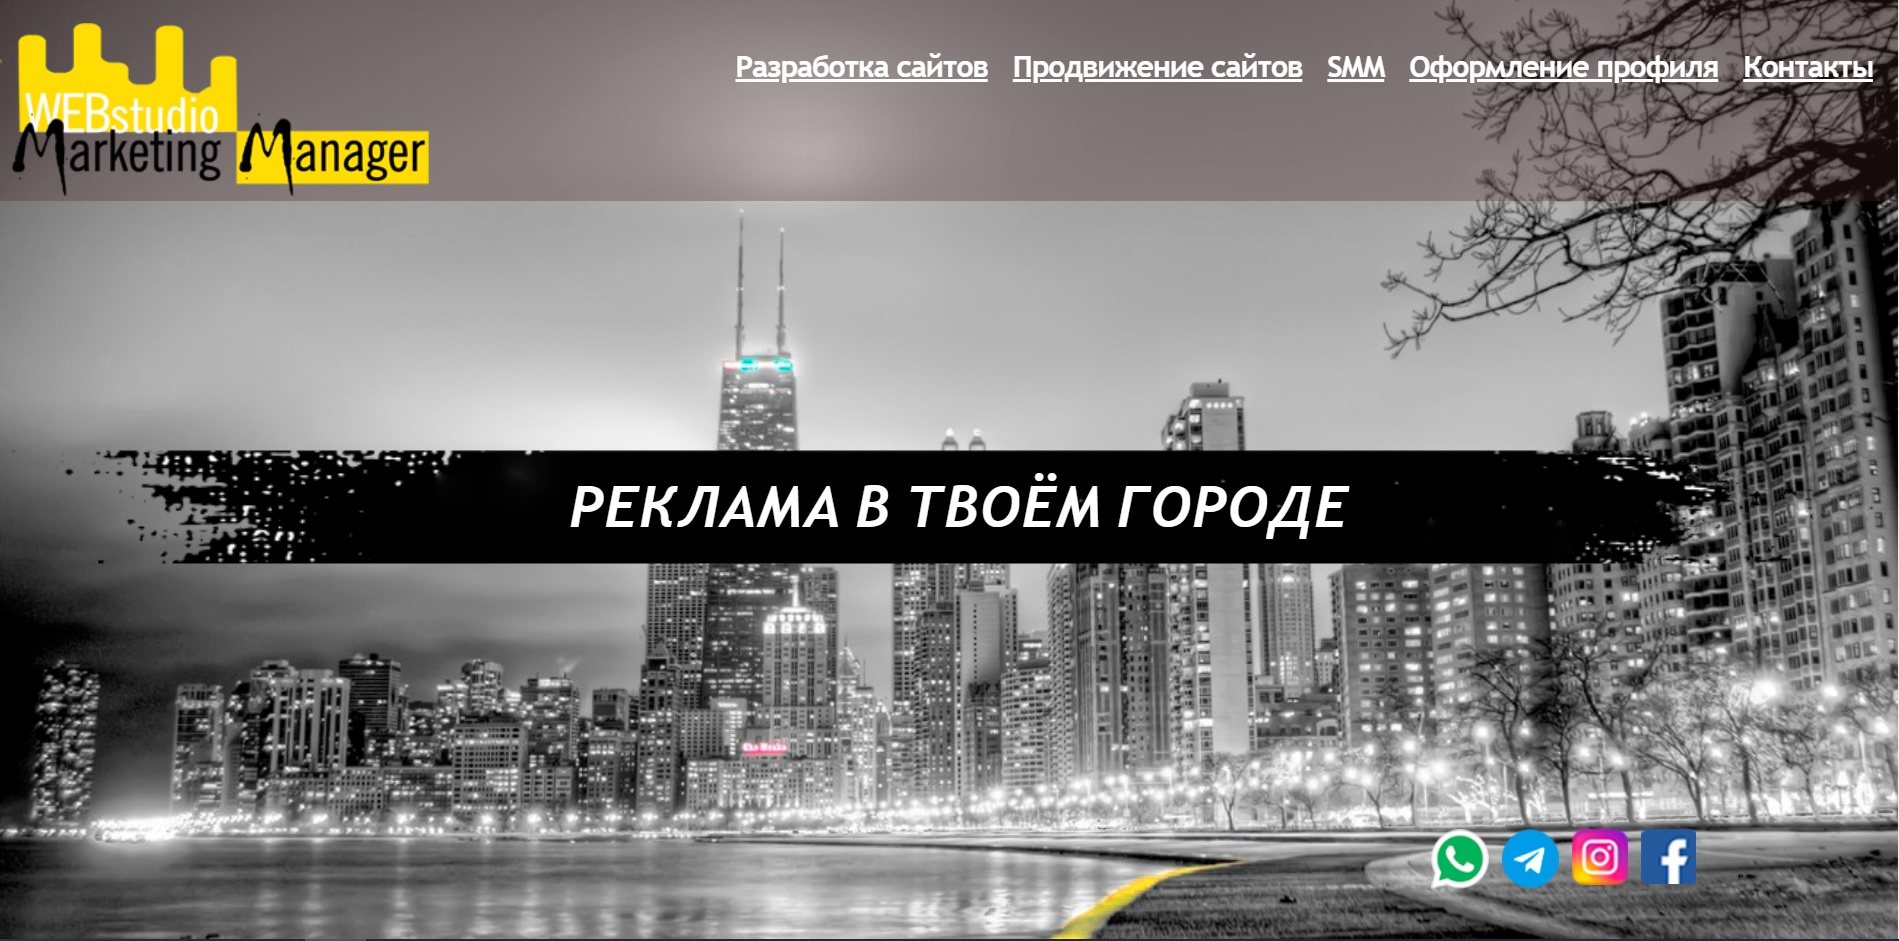 WEBstudio
Marketing Manager
Разработка сайтов Продвижение сайтов SMM Оформление профиля Контакты
РЕКЛАМА В ТВОЁМ ГОРОДЕ